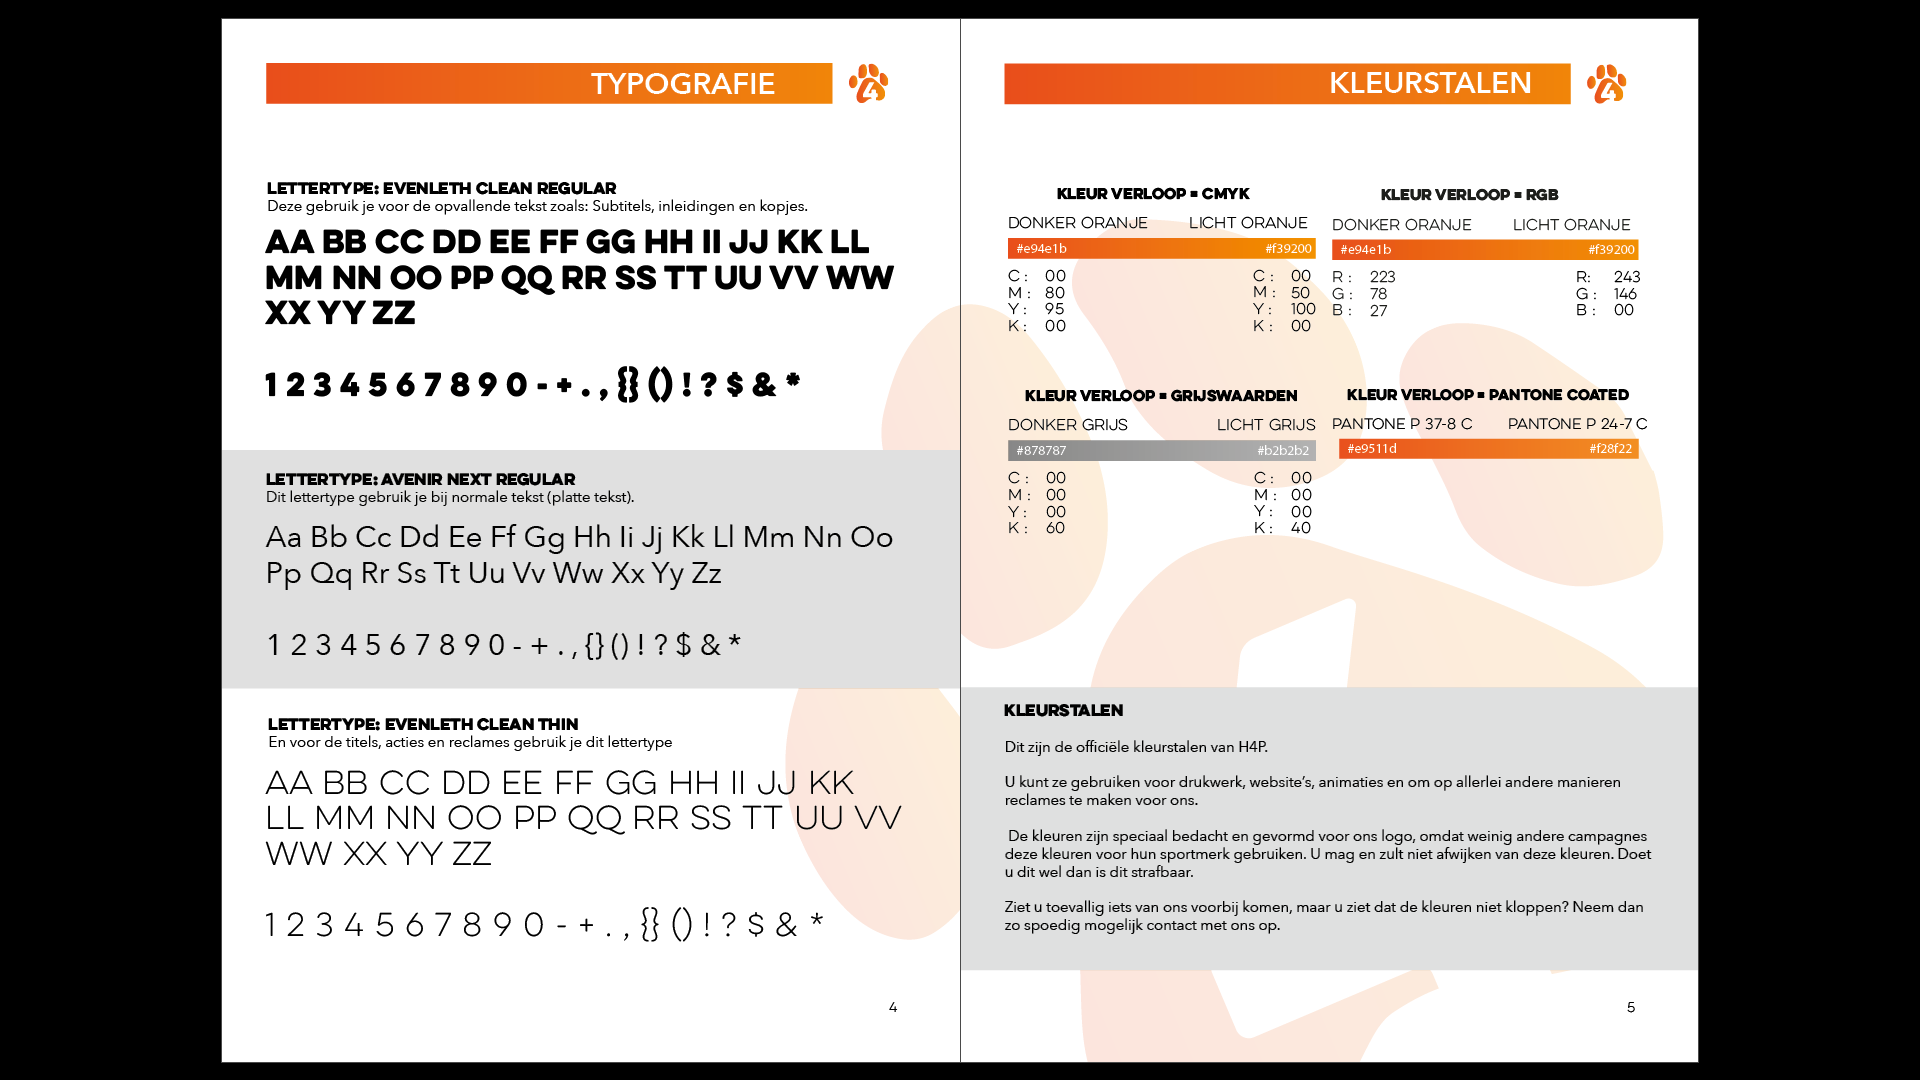 TYPOGRAFIE
4
LETTERTYPE: EVENLETH CLEAN REGULAR
Deze gebruik je voor de opvallende tekst zoals: Subtitels, inleidingen en kopjes.
AA BB CC DD EE FF GG HH II JJ KK LL
MM NN OO PP QQ RR SS TT UU VV WW
XX YY ZZ
1 2 3 4 5 6 7 8 9 0 - + . , {} () ! ? $ & *
LETTERTYPE: AVENIR NEXT REGULAR
Dit lettertype gebruik je bij normale tekst (platte tekst).
Aa Bb Cc Dd Ee Ff Gg Hh Ii Jj Kk Ll Mm Nn Oo
Pp Qq Rr Ss Tt Uu Vv Ww Xx Yy Zz
1 2 3 4 5 6 7 8 9 0 - + . , {} () ! ? $ & *
LETTERTYPE: EVENLETH CLEAN THIN
En voor de titels, acties en reclames gebruik je dit lettertype
AA BB CC DD EE FF GG HH II JJ KK
LL MM NN OO PP QQ RR SS TT UU VV
WW XX YY ZZ
1 2 3 4 5 6 7 8 9 0 - + . , {} () ! ? $ & *
4
KLEURSTALEN
4
KLEUR VERLOOP = CMYK
DONKER ORANJE LICHT ORANJE
#e94e1b #f39200
C : 00 C : 00
M : 80 M : 50
Y : 95 Y : 100
K : 00 K : 00
KLEUR VERLOOP = RGB
DONKER ORANJE LICHT ORANJE
#e94e1b #f39200
R : 223 R: 243
G : 78 G : 146
B : 27 B : 00
KLEUR VERLOOP = GRIJSWAARDEN
DONKER GRIJS LICHT GRIJS
#878787 #b2b2b2
C : 00 C : 00
M : 00 M : 00
Y : 00 Y : 00
K : 60 K : 40
KLEUR VERLOOP = PANTONE COATED
PANTONE P 37-8 C PANTONE P 24-7 C
#e9511d #f28f22
KLEURSTALEN
Dit zijn de officiële kleurstalen van H4P.
U kunt ze gebruiken voor drukwerk, website's, animaties en om op allerlei andere manieren
reclames te maken voor ons.
De kleuren zijn speciaal bedacht en gevormd voor ons logo, omdat weinig andere campagnes
deze kleuren voor hun sportmerk gebruiken. U mag en zult niet afwijken van deze kleuren. Doet
u dit wel dan is dit strafbaar.
Ziet u toevallig iets van ons voorbij komen, maar u ziet dat de kleuren niet kloppen? Neem dan
zo spoedig mogelijk contact met ons op.
5